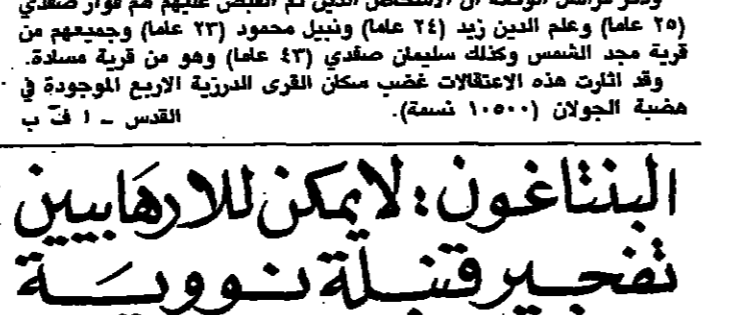 وذكر مراسل الوكالة ان الاشخاص الذين تم القبض عليهم هم فواز صفدي
(٢٥ عاما) وعلم الدين زيد (٢٤ عاما) ونبيل محمود (٢٣ عاما) وجميعهم من
قرية مجد الشمس وكذلك سليمان صفدي (٤٣ عاما) وهو من قرية مسادة.
وقد اثارت هذه الاعتقالات غضب سكان القرى الدرزية الاربع الموجودة في
هضبة الجولان (١٠٥٠٠ نسمة). القدس ـ ا ف ب
البنتاغون: لا يمكن للارهابيين
تفجير قنبلة نووية